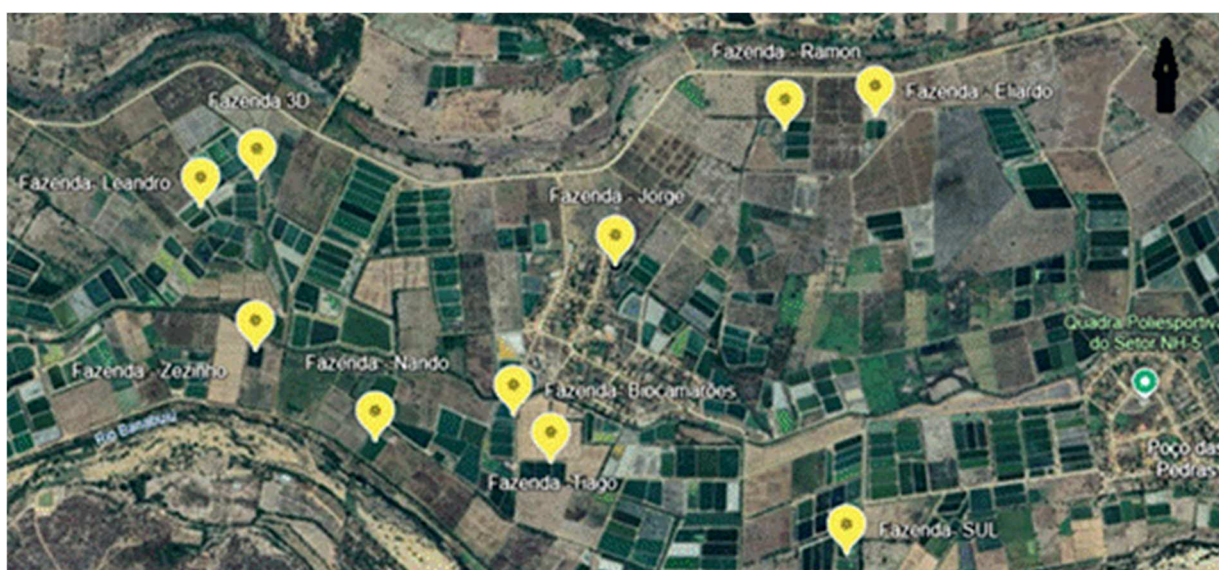 Fazenda - Ramon
Fazenda - Eliardo
Fazenda 3D
Fazenda- Leandro
Fazenda - Jorge
Quadra Poliesportiva
do Setor NH-5
Fazenda - Nando
Fazenda - Zezinho
Fazenda- Biocamarões
Rio Banabuiú
Poço das
Pedras
Fazenda -Tiago
Fazenda- SUL